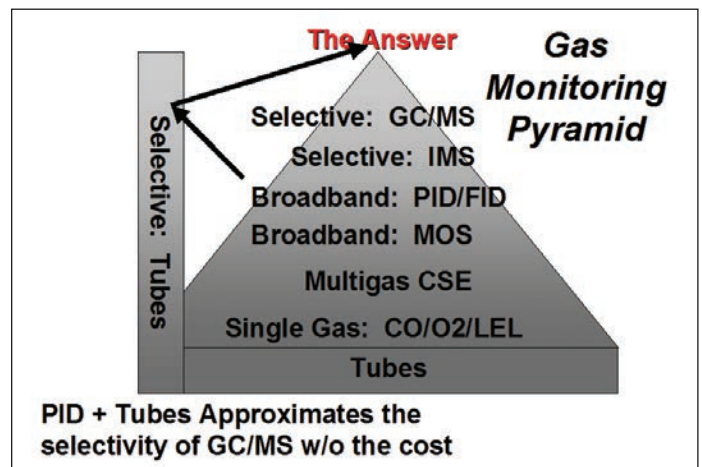 The Answer
Gas
Monitoring
Pyramid
Selective: Tubes
Selective: GC/MS
Selective: IMS
Broadband: PID/FID
Broadband: MOS
Multigas CSE
Single Gas: CO/O2/LEL
Tubes
PID + Tubes Approximates the
selectivity of GC/MS w/o the cost